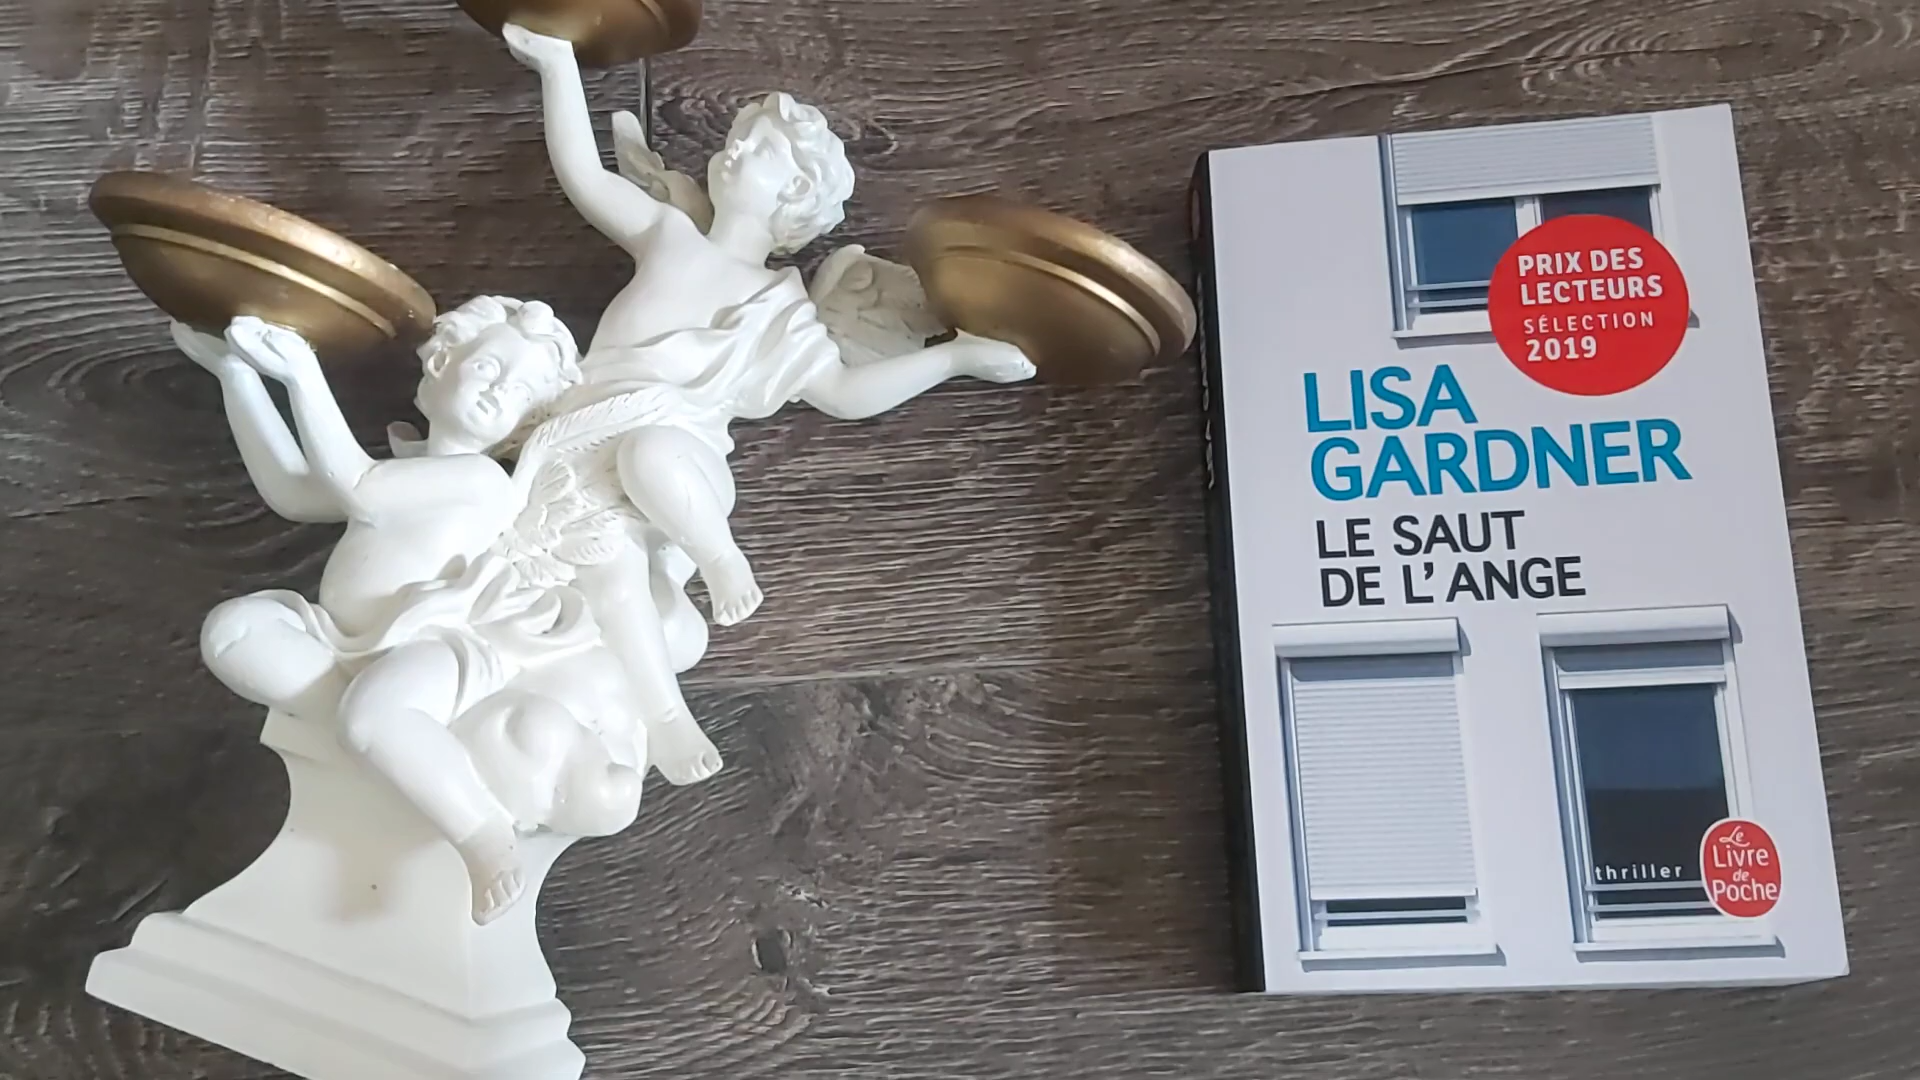 PRIX DES
LECTEURS
SÉLECTION
2019
LISA
GARDNER
LE SAUT
DE L'ANGE
thriller
Le
Livre
de
Poche